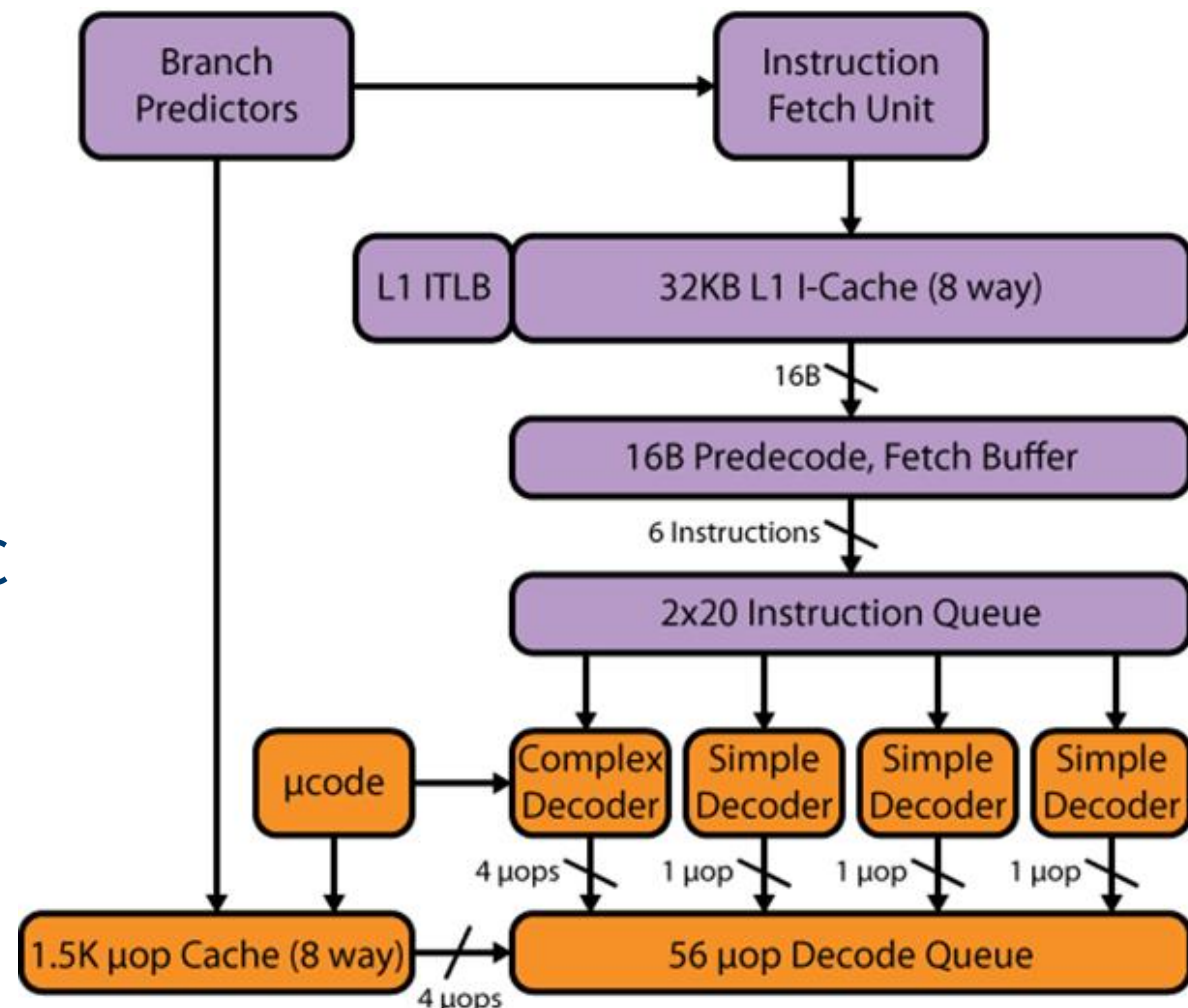 Branch
Predictors
Instruction
Fetch Unit
L1 ITLB
32KB L1 I-Cache (8 way)
16B
16B Predecode, Fetch Buffer
6 Instructions
2x20 Instruction Queue
µcode
Complex
Decoder
Simple
Decoder
Simple
Decoder
Simple
Decoder
4 µops
1 µop
1 µop
1 µop
1.5K µop Cache (8 way)
4 µops
56 µop Decode Queue